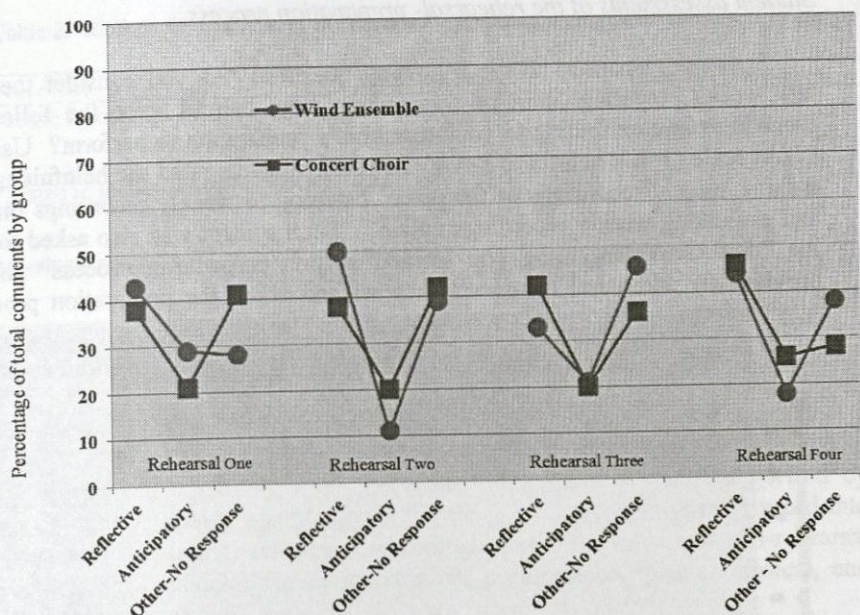 Percentage of total comments by group
100
90
80
70
60
50
40
30
20
10
0
Wind Ensemble
Concert Choir
Rehearsal One
Rehearsal Two
Rehearsal Three
Rehearsal Four
Reflective
Anticipatory
Other-No Response
Reflective
Anticipatory
Other-No Response
Reflective
Anticipatory
Other-No Response
Reflective
Anticipatory
Other - No Response